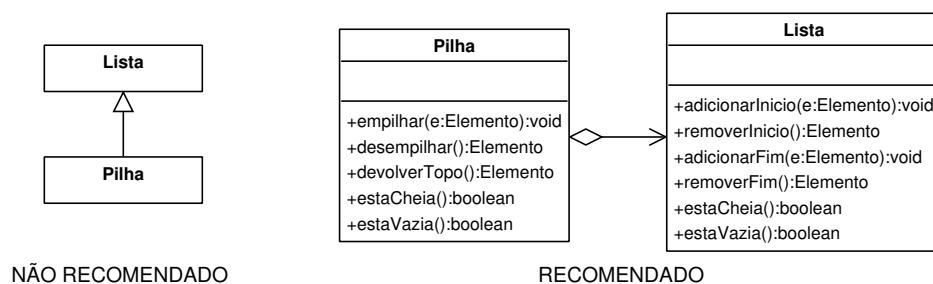 Lista
Pilha
NÃO RECOMENDADO
Pilha
+empilhar(e:Elemento):void
+desempilhar():Elemento
+devolverTopo():Elemento
+estaCheia():boolean
+estaVazia():boolean
Lista
+adicionarInicio(e:Elemento):void
+removerInicio():Elemento
+adicionarFim(e:Elemento):void
+removerFim():Elemento
+estaCheia():boolean
+estaVazia():boolean
RECOMENDADO